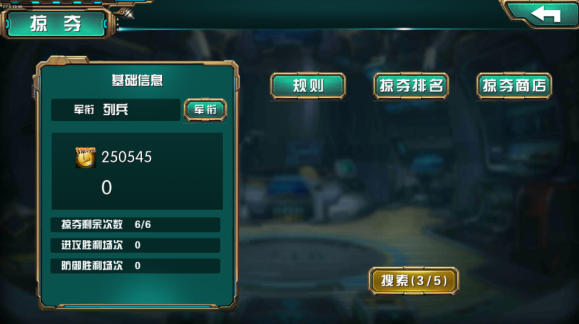 掠夺
基础信息
军衔 列兵 军衔
250545
0
掠夺剩余次数 6/6
进攻胜利场次 0
防御胜利场次 0
规则 掠夺排名 掠夺商店
搜索(3/5)